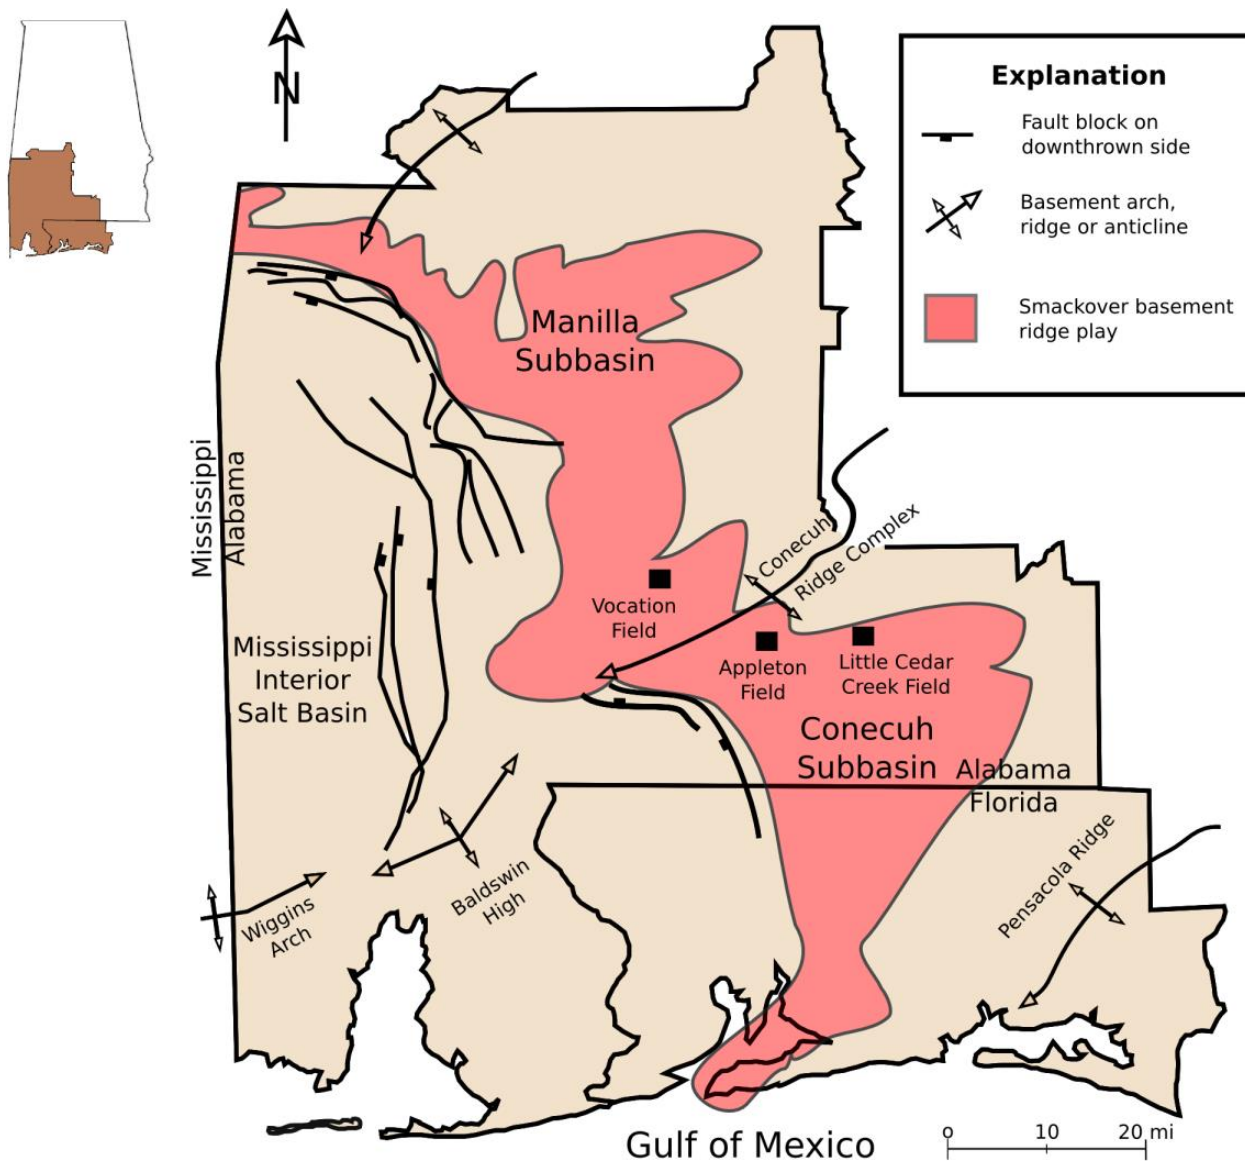 N
Explanation
Fault block on
downthrown side
Basement arch,
ridge or anticline
Smackover basement
ridge play
Manilla
Subbasin
Mississippi
Alabama
Conecuh
Ridge Complex
Vocation
Field
Appleton
Field
Little Cedar
Creek Field
Mississippi
Interior
Salt Basin
Conecuh
Subbasin
Alabama
Florida
Wiggins
Arch
Baldswin
High
Pensacola Ridge
Gulf of Mexico
0 10 20 mi